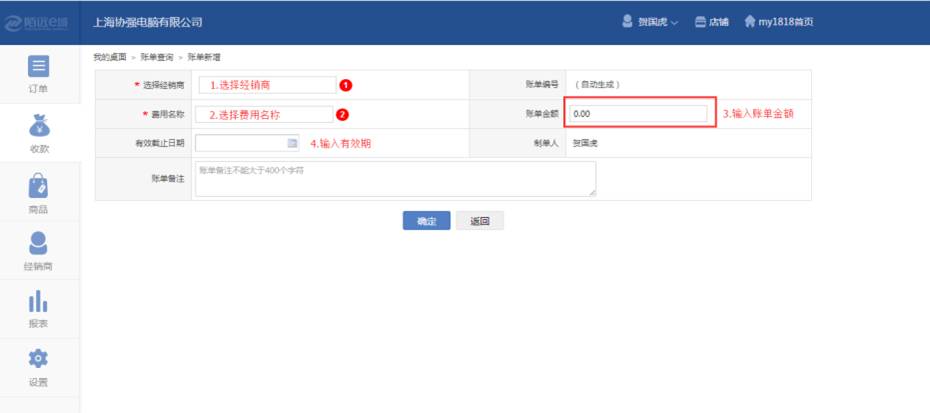 陌远e域
上海协强电脑有限公司
贺国虎
店铺
my1818首页
订单
收款
商品
经销商
报表
设置
我的桌面 > 账单查询 > 账单新增
* 选择经销商
1.选择经销商
1
账单编号
(自动生成)
* 费用名称
2.选择费用名称
2
账单金额
0.00
3.输入账单金额
有效截止日期
4.输入有效期
制单人
贺国虎
账单备注
账单备注不能大于400个字符
确定
返回